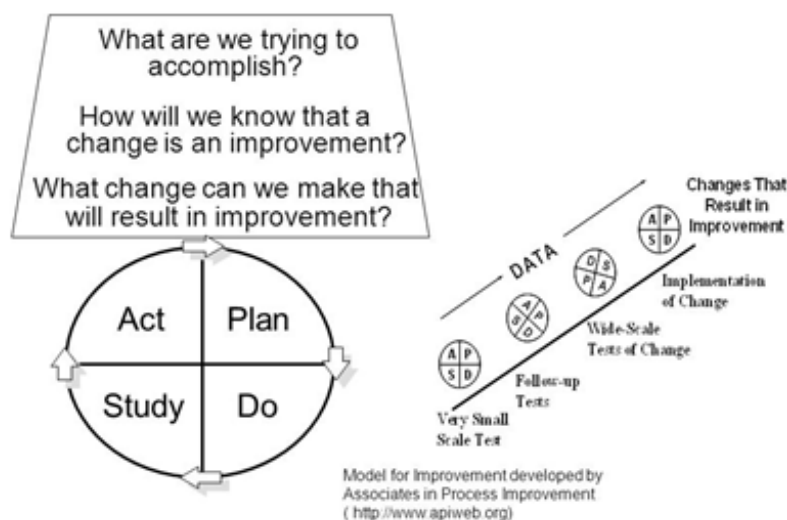 What are we trying to
accomplish?
How will we know that a
change is an improvement?
What change can we make that
will result in improvement?
Act
Plan
Study
Do
Changes That
Result in
Improvement
DATA
A P
S D
A P
S D
D S
P A
A P
S D
Implementation
of Change
Wide-Scale
Tests of Change
Follow-up
Tests
Very Small
Scale Test
Model for Improvement developed by
Associates in Process Improvement
( http://www.apiweb.org)